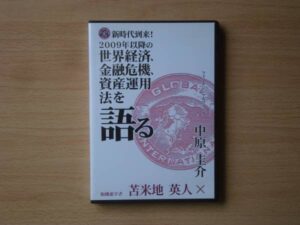 新時代到来!
2009年以降の
世界経済、
金融危機、
資産運用
法を
語る
GLOBAL
INTERNATIONAL
中原 圭介
×
苫米地 英人